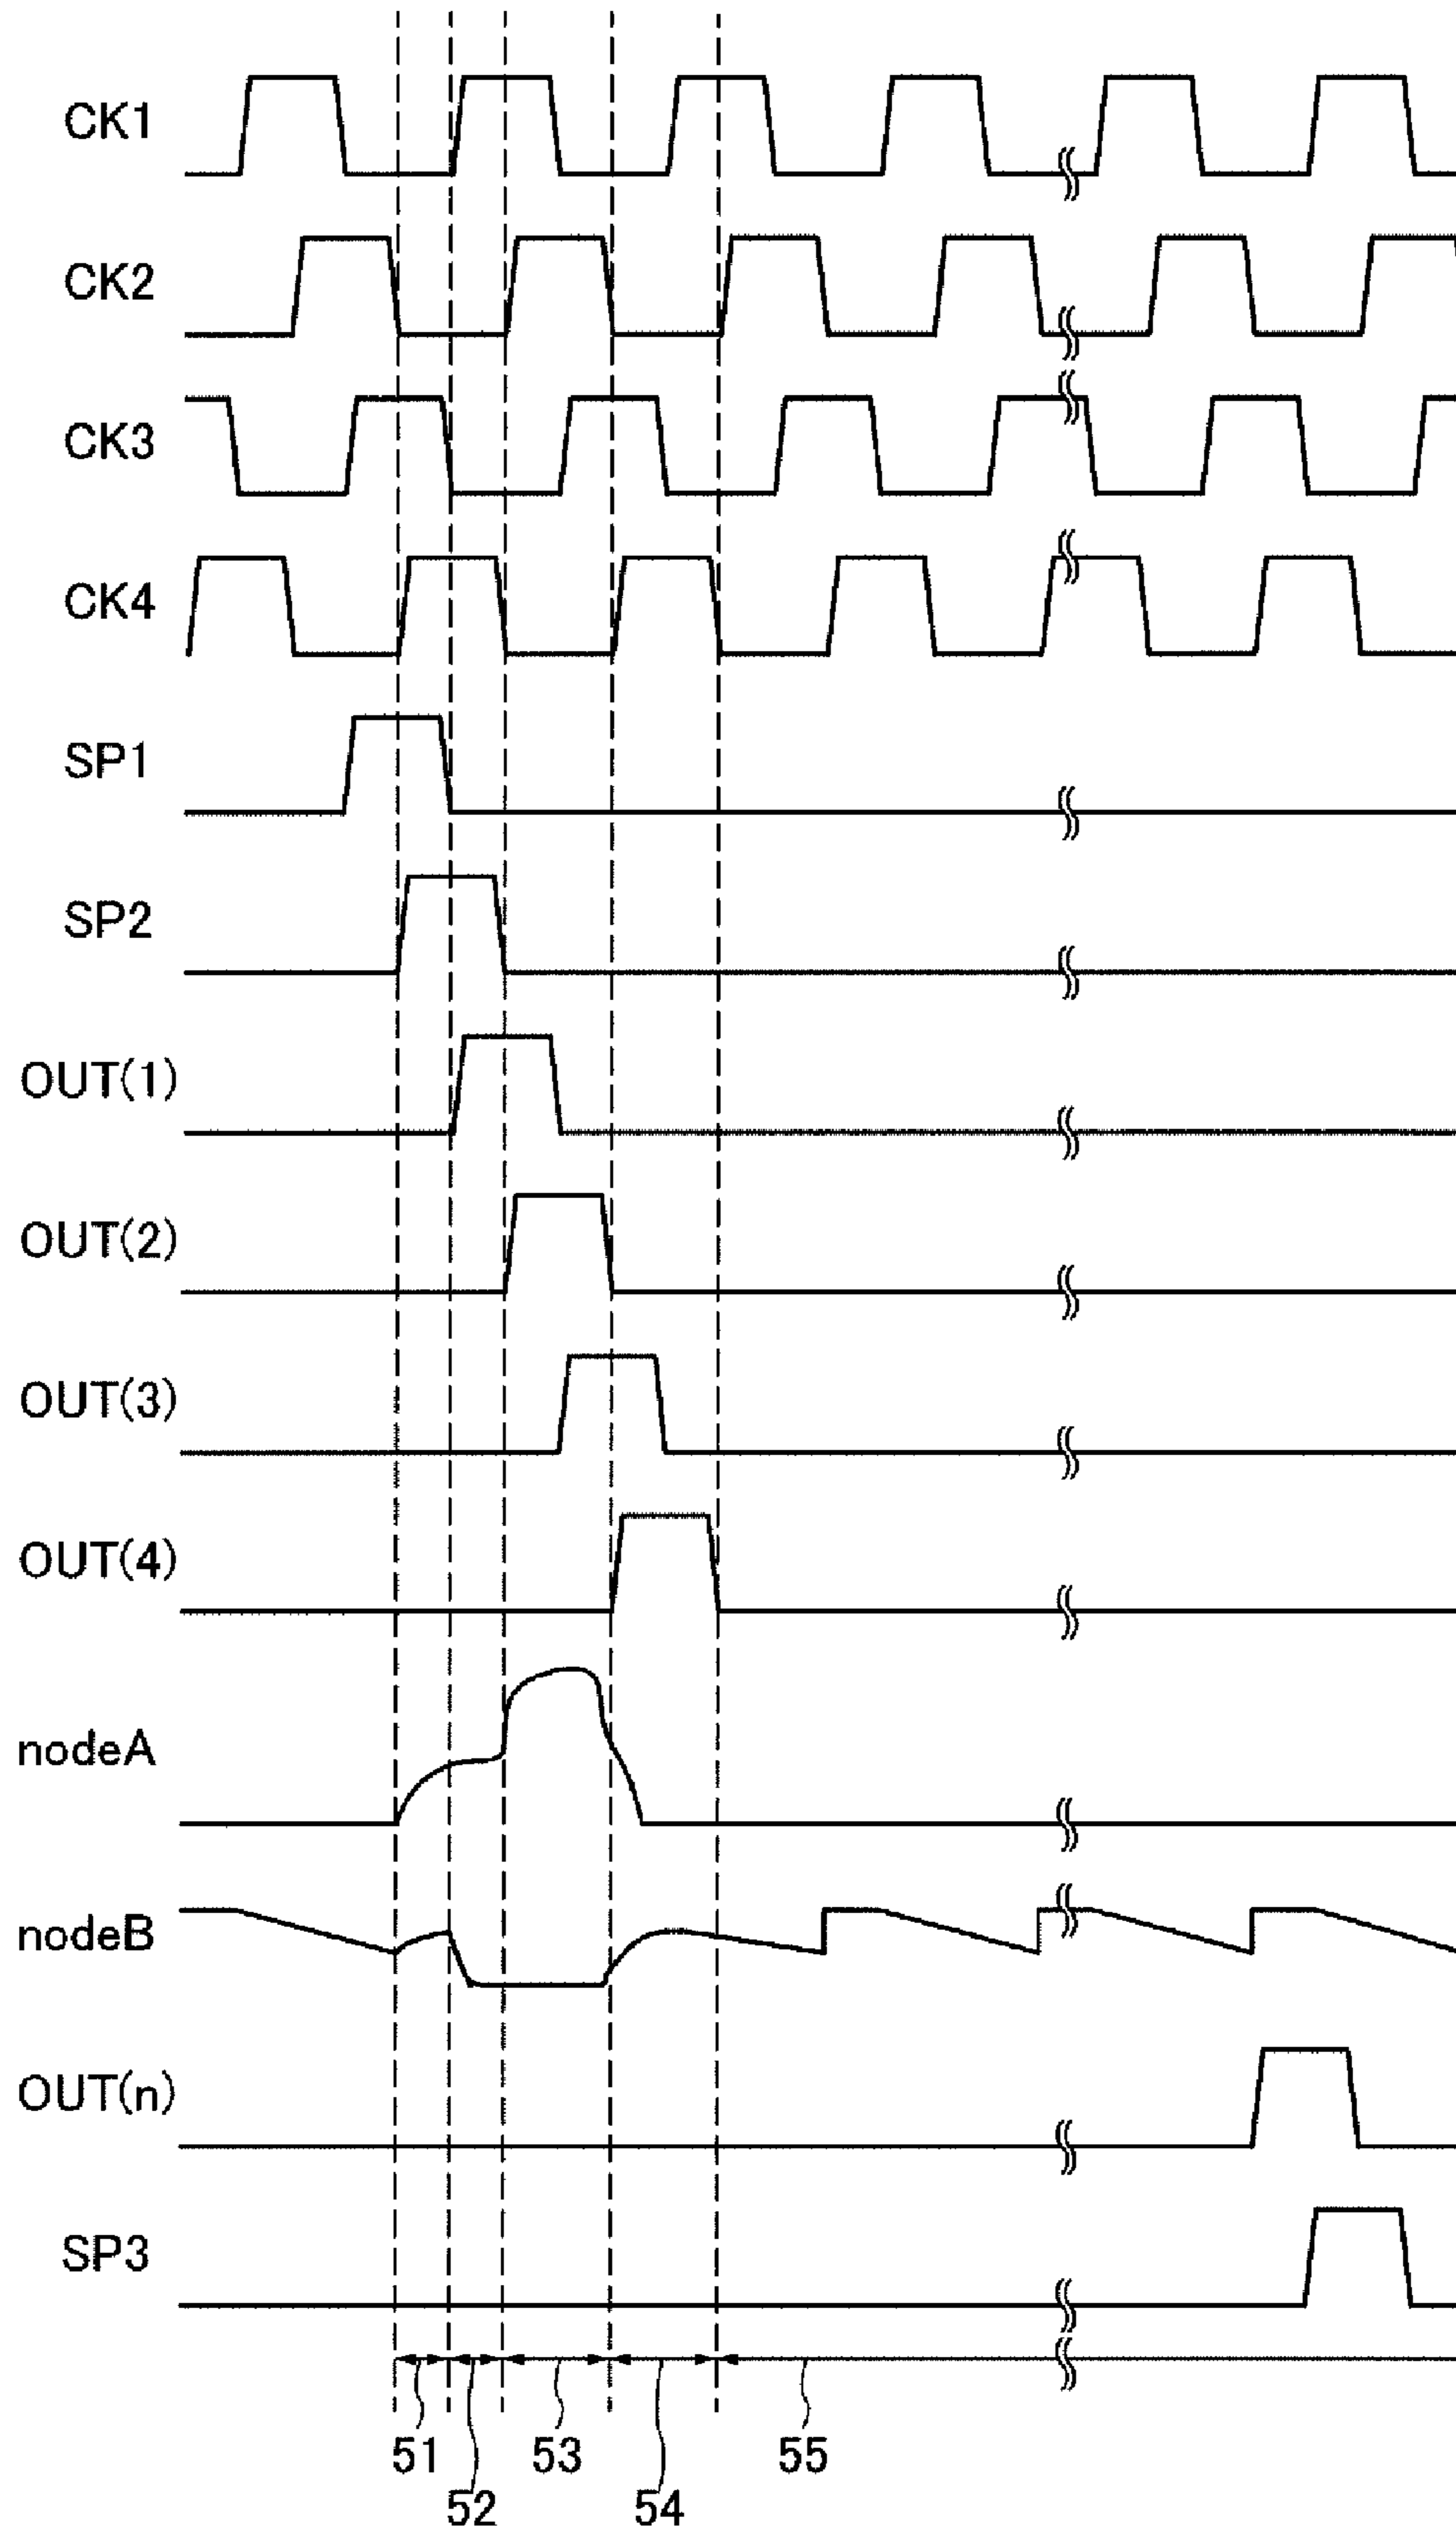 CK1
CK2
CK3
CK4
SP1
SP2
OUT(1)
OUT(2)
OUT(3)
OUT(4)
nodeA
nodeB
OUT(n)
SP3
51
52
53
54
55